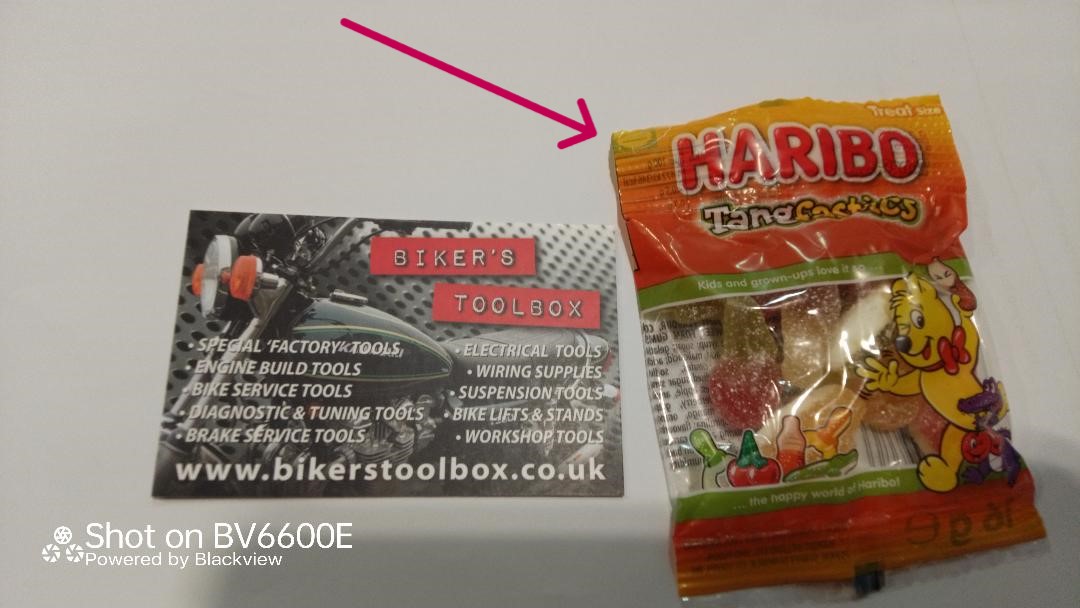 BIKER'S
TOOLBOX
• SPECIAL 'FACTORY' TOOLS
• ENGINE BUILD TOOLS
• BIKE SERVICE TOOLS
• DIAGNOSTIC & TUNING TOOLS
• BRAKE SERVICE TOOLS
• ELECTRICAL TOOLS
• WIRING SUPPLIES
SUSPENSION TOOLS
• BIKE LIFTS & STANDS
• WORKSHOP TOOLS
www.bikerstoolbox.co.uk
Treat Size
HARIBO
Tangfastics
Kids and grown-ups love it so...
...the happy world of Haribo!
Shot on BV6600E
Powered by Blackview